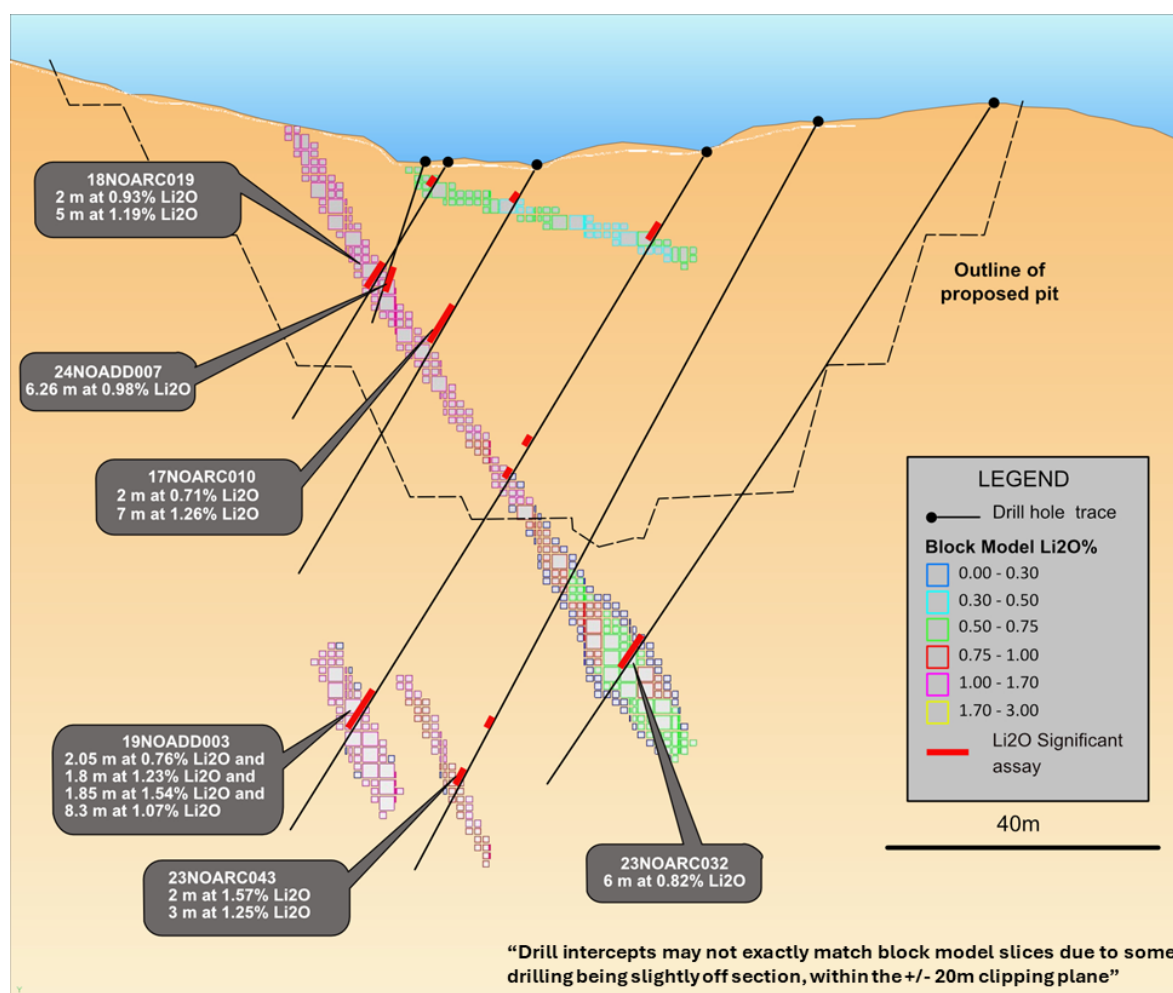 18NOARC019
2 m at 0.93% Li2O
5 m at 1.19% Li2O
24NOADD007
6.26 m at 0.98% Li2O
17NOARC010
2 m at 0.71% Li2O
7 m at 1.26% Li2O
19NOADD003
2.05 m at 0.76% Li2O and
1.8 m at 1.23% Li2O and
1.85 m at 1.54% Li2O and
8.3 m at 1.07% Li2O
23NOARC043
2 m at 1.57% Li2O
3 m at 1.25% Li2O
23NOARC032
6 m at 0.82% Li2O
Outline of
proposed pit
LEGEND
Drill hole trace
Block Model Li2O%
0.00 - 0.30
0.30 - 0.50
0.50 - 0.75
0.75 - 1.00
1.00 - 1.70
1.70 - 3.00
Li2O Significant
assay
40m
“Drill intercepts may not exactly match block model slices due to some
drilling being slightly off section, within the +/- 20m clipping plane”
Y